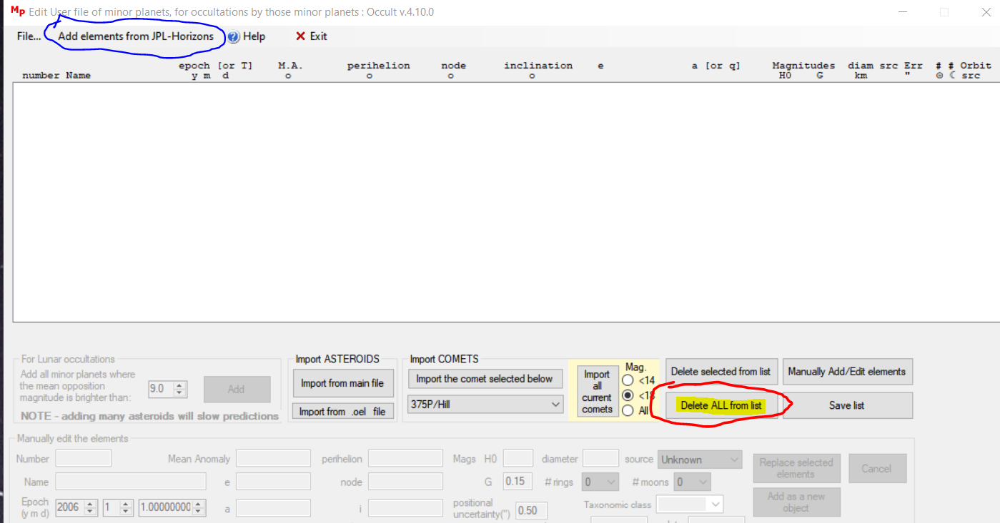 MP Edit User file of minor planets, for occultations by those minor planets : Occult v.4.10.0
File... Add elements from JPL-Horizons ? Help Exit
epoch [or T] M.A. perihelion node inclination e a [or q] Magnitudes diam src Err # # Orbit
number Name y m d o o o o H0 G km " src
For Lunar occultations
Add all minor planets where
the mean opposition
magnitude is brighter than:
9.0
Add
NOTE - adding many asteroids will slow predictions
Import ASTEROIDS
Import from main file
Import from .oel file
Import COMETS
Import the comet selected below
375P/Hill
Import
all
current
comets
Mag.
<14
<18
All
Delete selected from list
Manually Add/Edit elements
Delete ALL from list
Save list
Manually edit the elements
Number Mean Anomaly perihelion Mags H0 diameter source Unknown
Name e node G 0.15 # rings 0 # moons 0
Epoch
(y m d) 2006 1 1.00000000 a i
positional
uncertainty(") 0.50 Taxonomic class
Replace selected
elements
Cancel
Add as a new
object